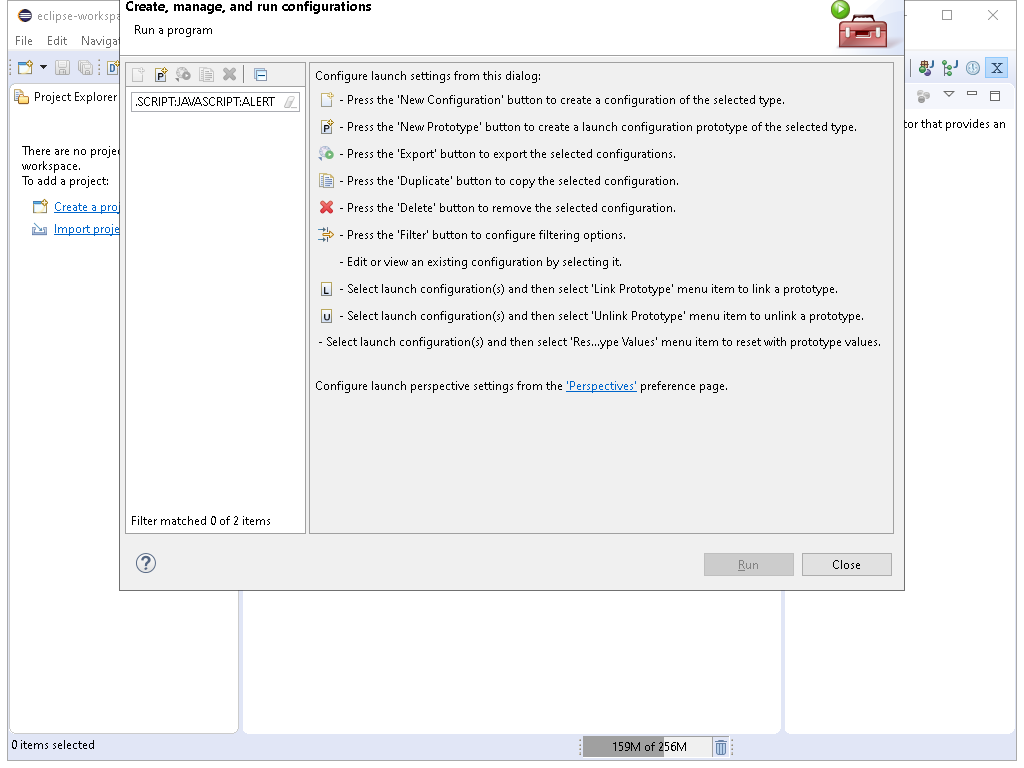 eclipse-workspa
Create, manage, and run configurations
Run a program
File Edit Navigat
Project Explorer
There are no proje
workspace.
To add a project:
Create a proj
Import proje
.SCRIPT:JAVASCRIPT:ALERT
Filter matched 0 of 2 items
Configure launch settings from this dialog:
- Press the 'New Configuration' button to create a configuration of the selected type.
- Press the 'New Prototype' button to create a launch configuration prototype of the selected type.
- Press the 'Export' button to export the selected configurations.
- Press the 'Duplicate' button to copy the selected configuration.
- Press the 'Delete' button to remove the selected configuration.
- Press the 'Filter' button to configure filtering options.
- Edit or view an existing configuration by selecting it.
- Select launch configuration(s) and then select 'Link Prototype' menu item to link a prototype.
- Select launch configuration(s) and then select 'Unlink Prototype' menu item to unlink a prototype.
- Select launch configuration(s) and then select 'Res...ype Values' menu item to reset with prototype values.
Configure launch perspective settings from the 'Perspectives' preference page.
tor that provides an
Run
Close
0 items selected
159M of 256M